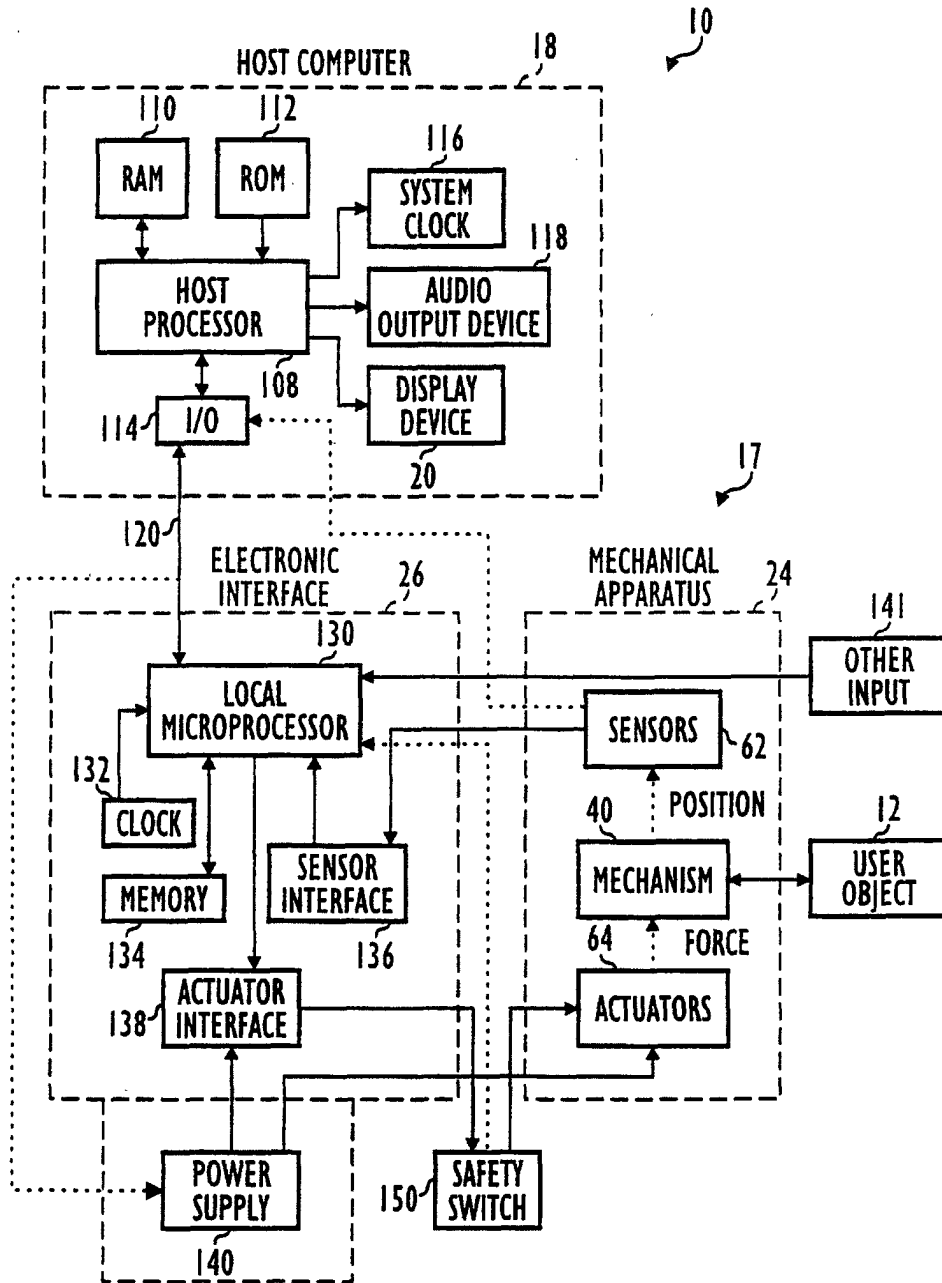 10
HOST COMPUTER
18
110
112
RAM
ROM
116
SYSTEM
CLOCK
118
HOST
PROCESSOR
AUDIO
OUTPUT DEVICE
108
DISPLAY
DEVICE
114
I/O
20
17
120
ELECTRONIC
INTERFACE
26
MECHANICAL
APPARATUS
24
141
OTHER
INPUT
130
LOCAL
MICROPROCESSOR
SENSORS
62
132
CLOCK
POSITION
40
12
MEMORY
134
SENSOR
INTERFACE
136
MECHANISM
USER
OBJECT
64
FORCE
138
ACTUATOR
INTERFACE
ACTUATORS
POWER
SUPPLY
140
150
SAFETY
SWITCH